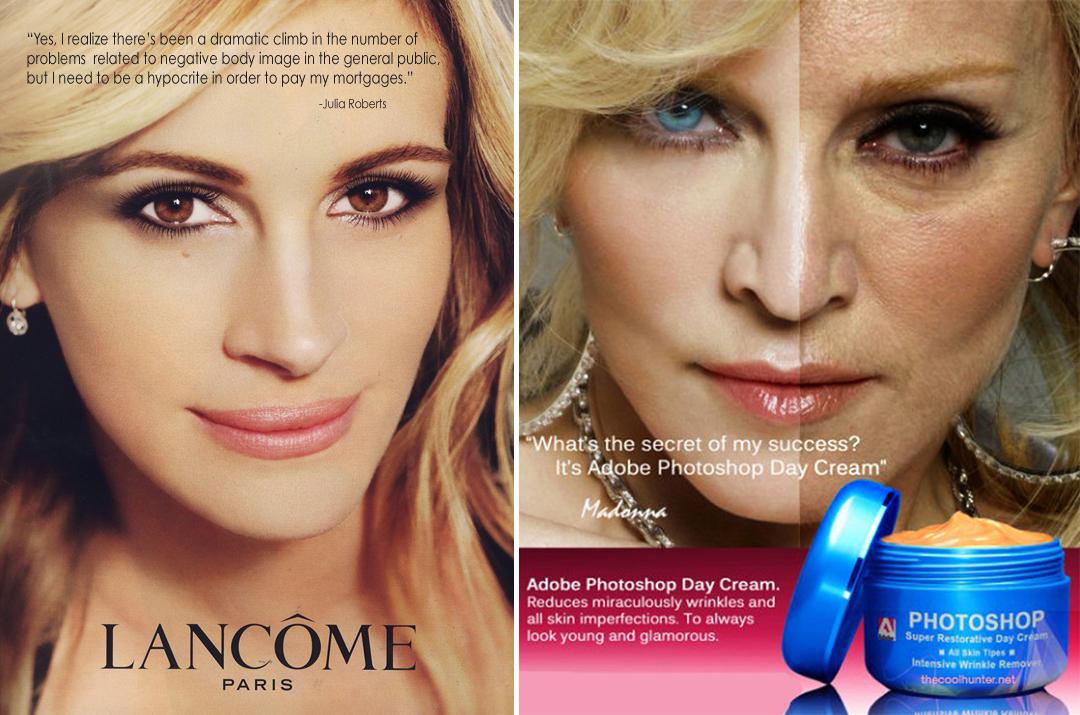 “Yes, I realize there’s been a dramatic climb in the number of
problems related to negative body image in the general public,
but I need to be a hypocrite in order to pay my mortgages.”
-Julia Roberts
LANCÔME
PARIS
“What's the secret of my success?
It's Adobe Photoshop Day Cream"
Madonna
Adobe Photoshop Day Cream.
Reduces miraculously wrinkles and
all skin imperfections. To always
look young and glamorous.
PHOTOSHOP
Super Restorative Day Cream
■ All Skin Tipes ■
Intensive Wrinkle Remover
thecoolhunter.net